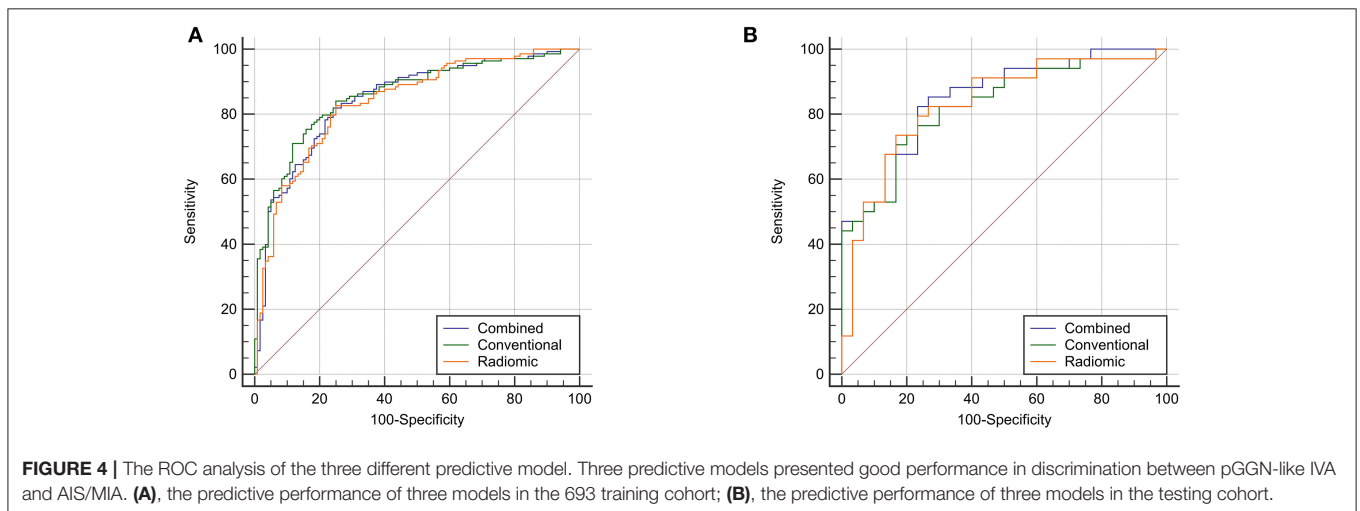 A
100
80
60
40
20
0
Sensitivity
Combined
Conventional
Radiomic
0 20 40 60 80 100
100-Specificity
B
100
80
60
40
20
0
Sensitivity
Combined
Conventional
Radiomic
0 20 40 60 80 100
100-Specificity
FIGURE 4 | The ROC analysis of the three different predictive model. Three predictive models presented good performance in discrimination between pGGN-like IVA
and AIS/MIA. (A), the predictive performance of three models in the 693 training cohort; (B), the predictive performance of three models in the testing cohort.